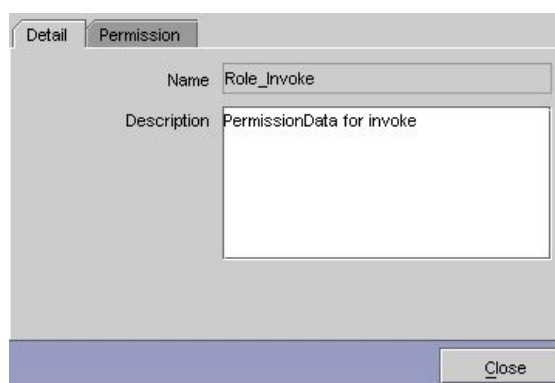 Detail Permission
Name Role_Invoke
Description PermissionData for invoke
Close